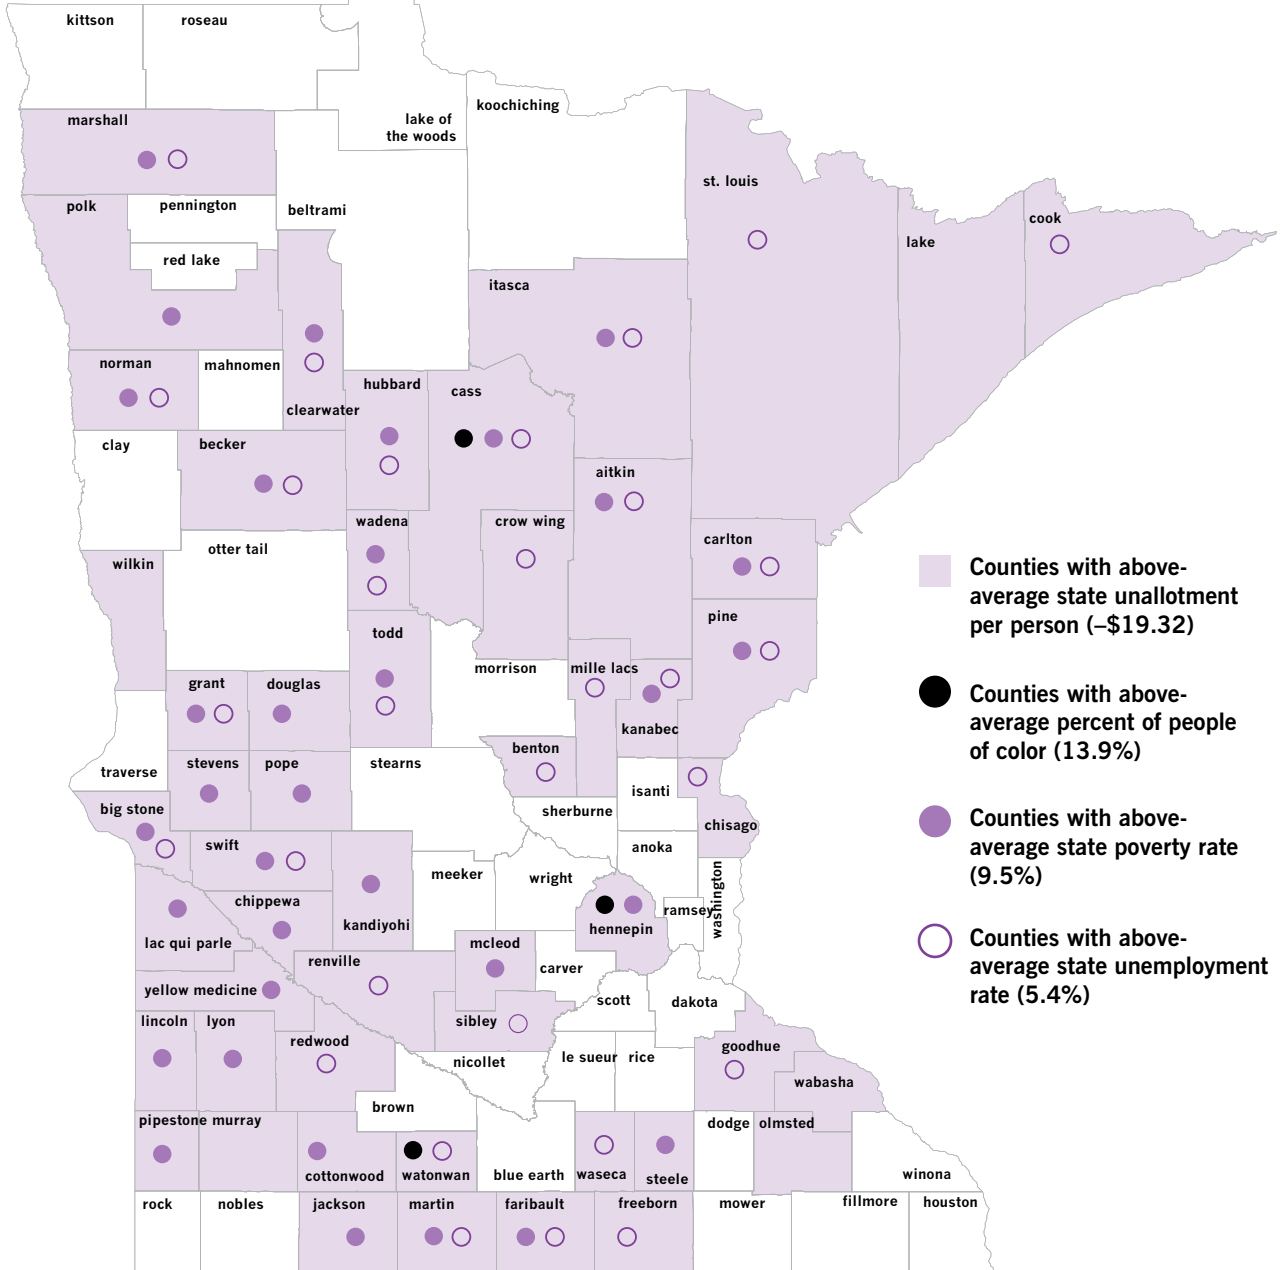 kittson
roseau
koochiching
marshall
lake of
the woods
st. louis
polk
pennington
beltrami
cook
lake
red lake
itasca
norman
mahnomen
hubbard
cass
clearwater
clay
becker
aitkin
wadena
crow wing
carlton
otter tail
wilkin
pine
todd
morrison
mille lacs
grant
douglas
kanabec
benton
stevens
pope
stearns
traverse
isanti
big stone
sherburne
chisago
swift
anoka
meeker
wright
washington
chippewa
ramsey
kandiyohi
hennepin
lac qui parle
mcleod
renville
carver
yellow medicine
scott
dakota
lincoln
lyon
sibley
redwood
goodhue
nicollet
le sueur
rice
wabasha
brown
pipestone
murray
dodge
olmsted
cottonwood
watonwan
blue earth
waseca
steele
winona
rock
nobles
jackson
martin
faribault
freeborn
mower
fillmore
houston
Counties with above-
average state unallotment
per person (–$19.32)
Counties with above-
average percent of people
of color (13.9%)
Counties with above-
average state poverty rate
(9.5%)
Counties with above-
average state unemployment
rate (5.4%)